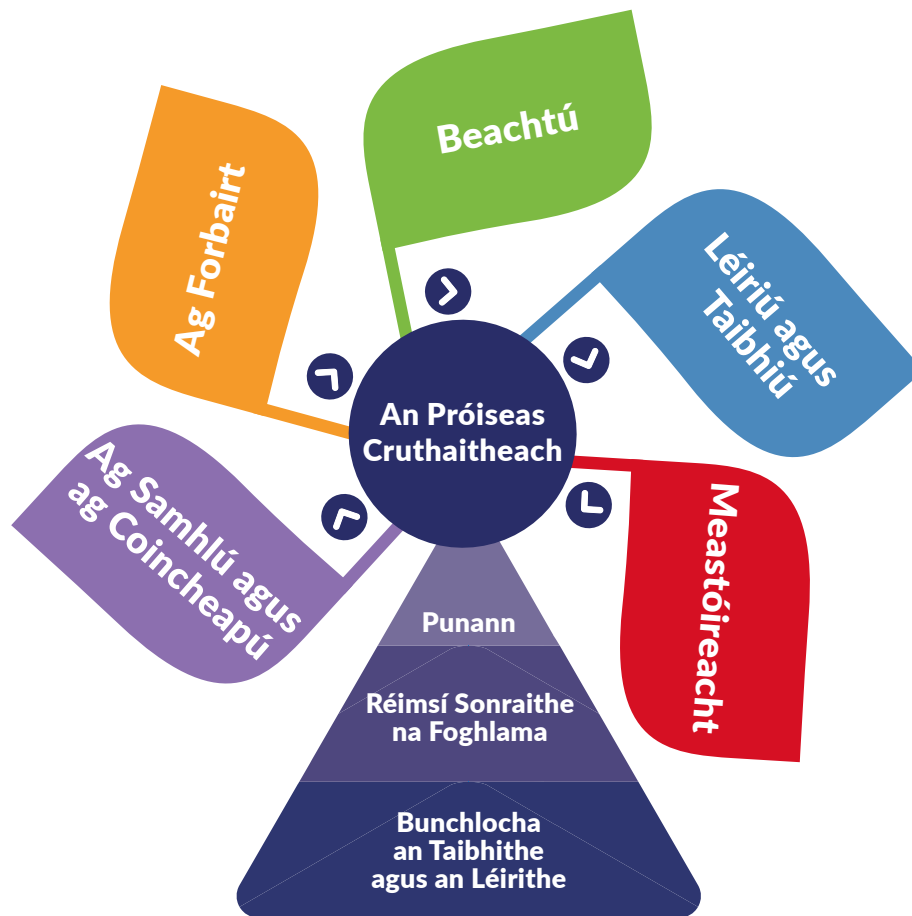 Beachtú
Ag Forbairt
Léiriú agus
Taibhiú
An Próiseas
Cruthaitheach
Ag Samhlú agus
ag Coincheapú
Meastóireacht
Punann
Réimsí Sonraithe
na Foghlama
Bunchlocha
an Taibhithe
agus an Léirithe